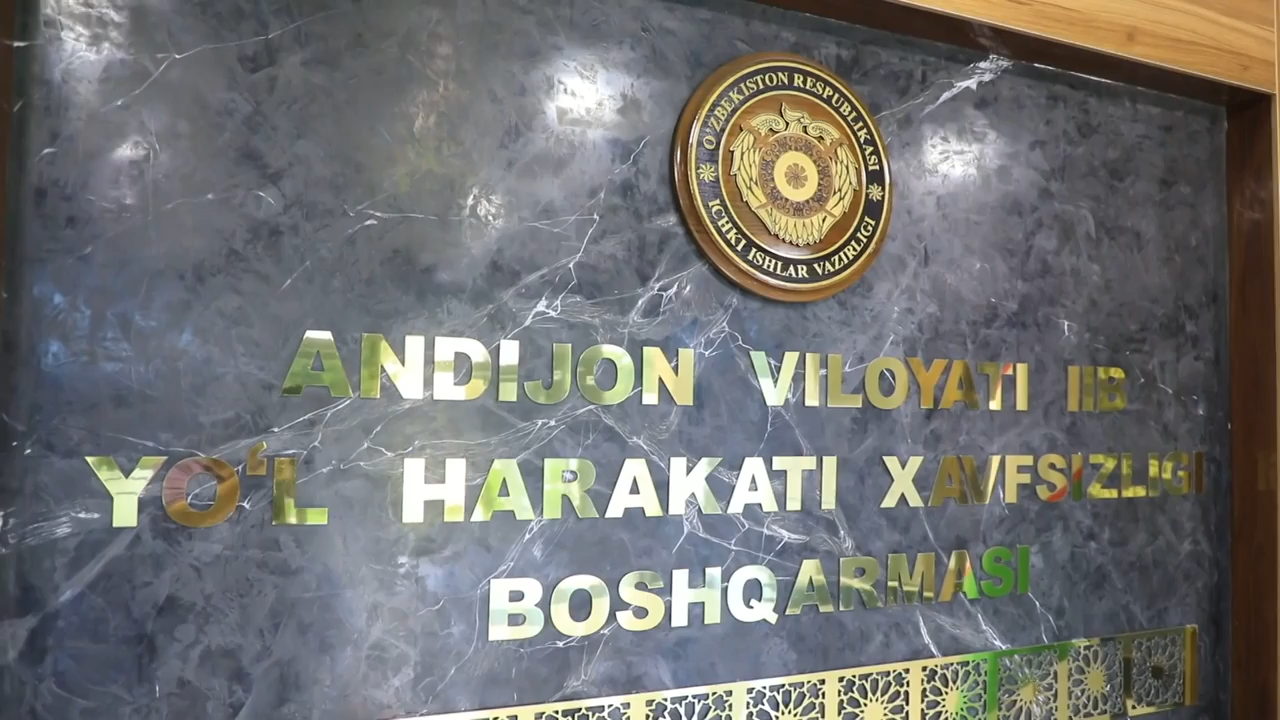 O‘ZBEKISTON RESPUBLIKASI
ICHKI ISHLAR VAZIRLIGI
ANDIJON VILOYATI IIB
YO‘L HARAKATI XAVFSIZLIGI
BOSHQARMASI